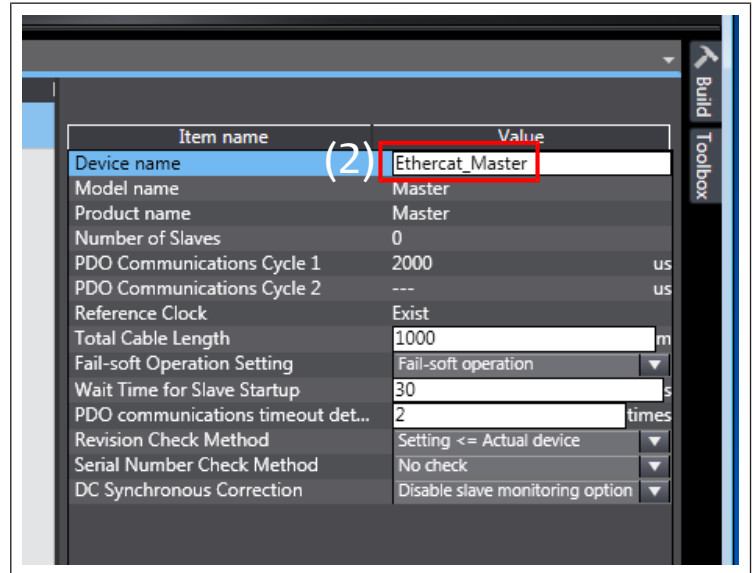 Build
Toolbox
Item name Value
Device name (2) Ethercat_Master
Model name Master
Product name Master
Number of Slaves 0
PDO Communications Cycle 1 2000 us
PDO Communications Cycle 2 --- us
Reference Clock Exist
Total Cable Length 1000 m
Fail-soft Operation Setting Fail-soft operation
Wait Time for Slave Startup 30 s
PDO communications timeout det... 2 times
Revision Check Method Setting <= Actual device
Serial Number Check Method No check
DC Synchronous Correction Disable slave monitoring option